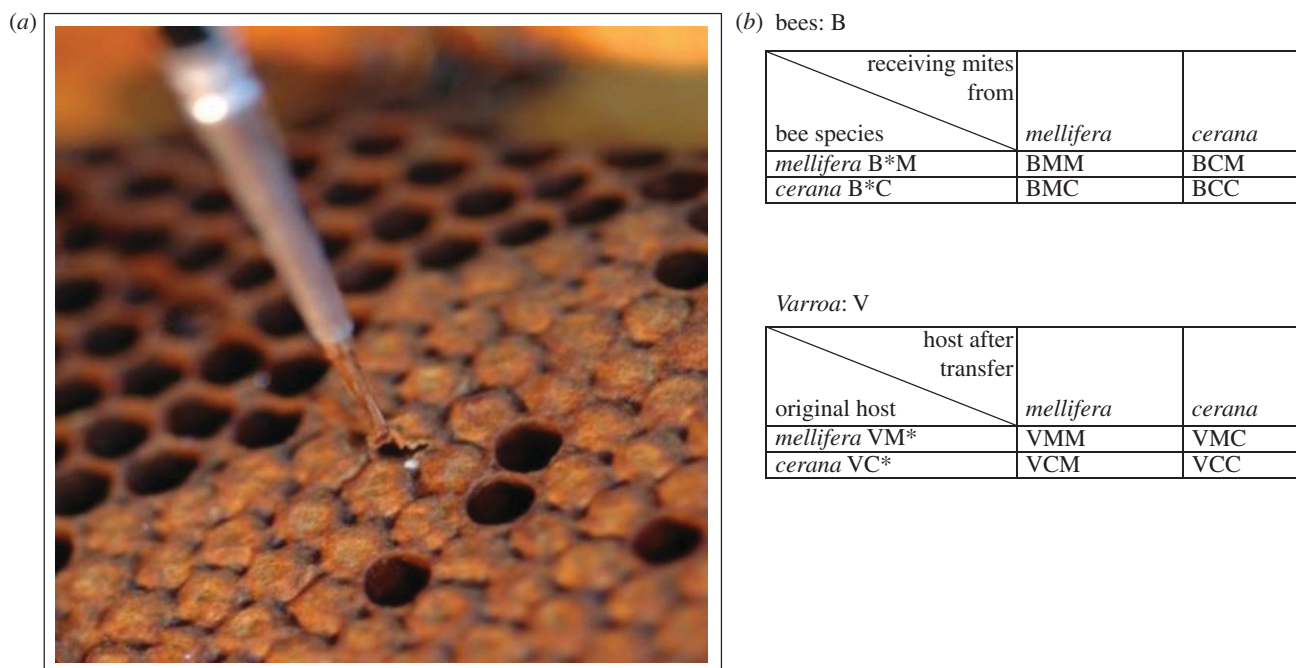 (a)
(b) bees: B
receiving mites
from
bee species mellifera cerana
mellifera B*M BMM BCM
cerana B*C BMC BCC
Varroa: V
host after
transfer
original host mellifera cerana
mellifera VM* VMM VMC
cerana VC* VCM VCC